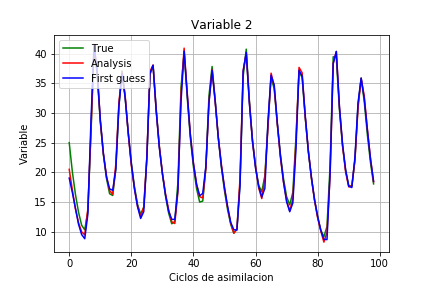 Variable 2
True
Analysis
First guess
Variable
40
35
30
25
20
15
10
0
20
40
60
80
100
Ciclos de asimilacion